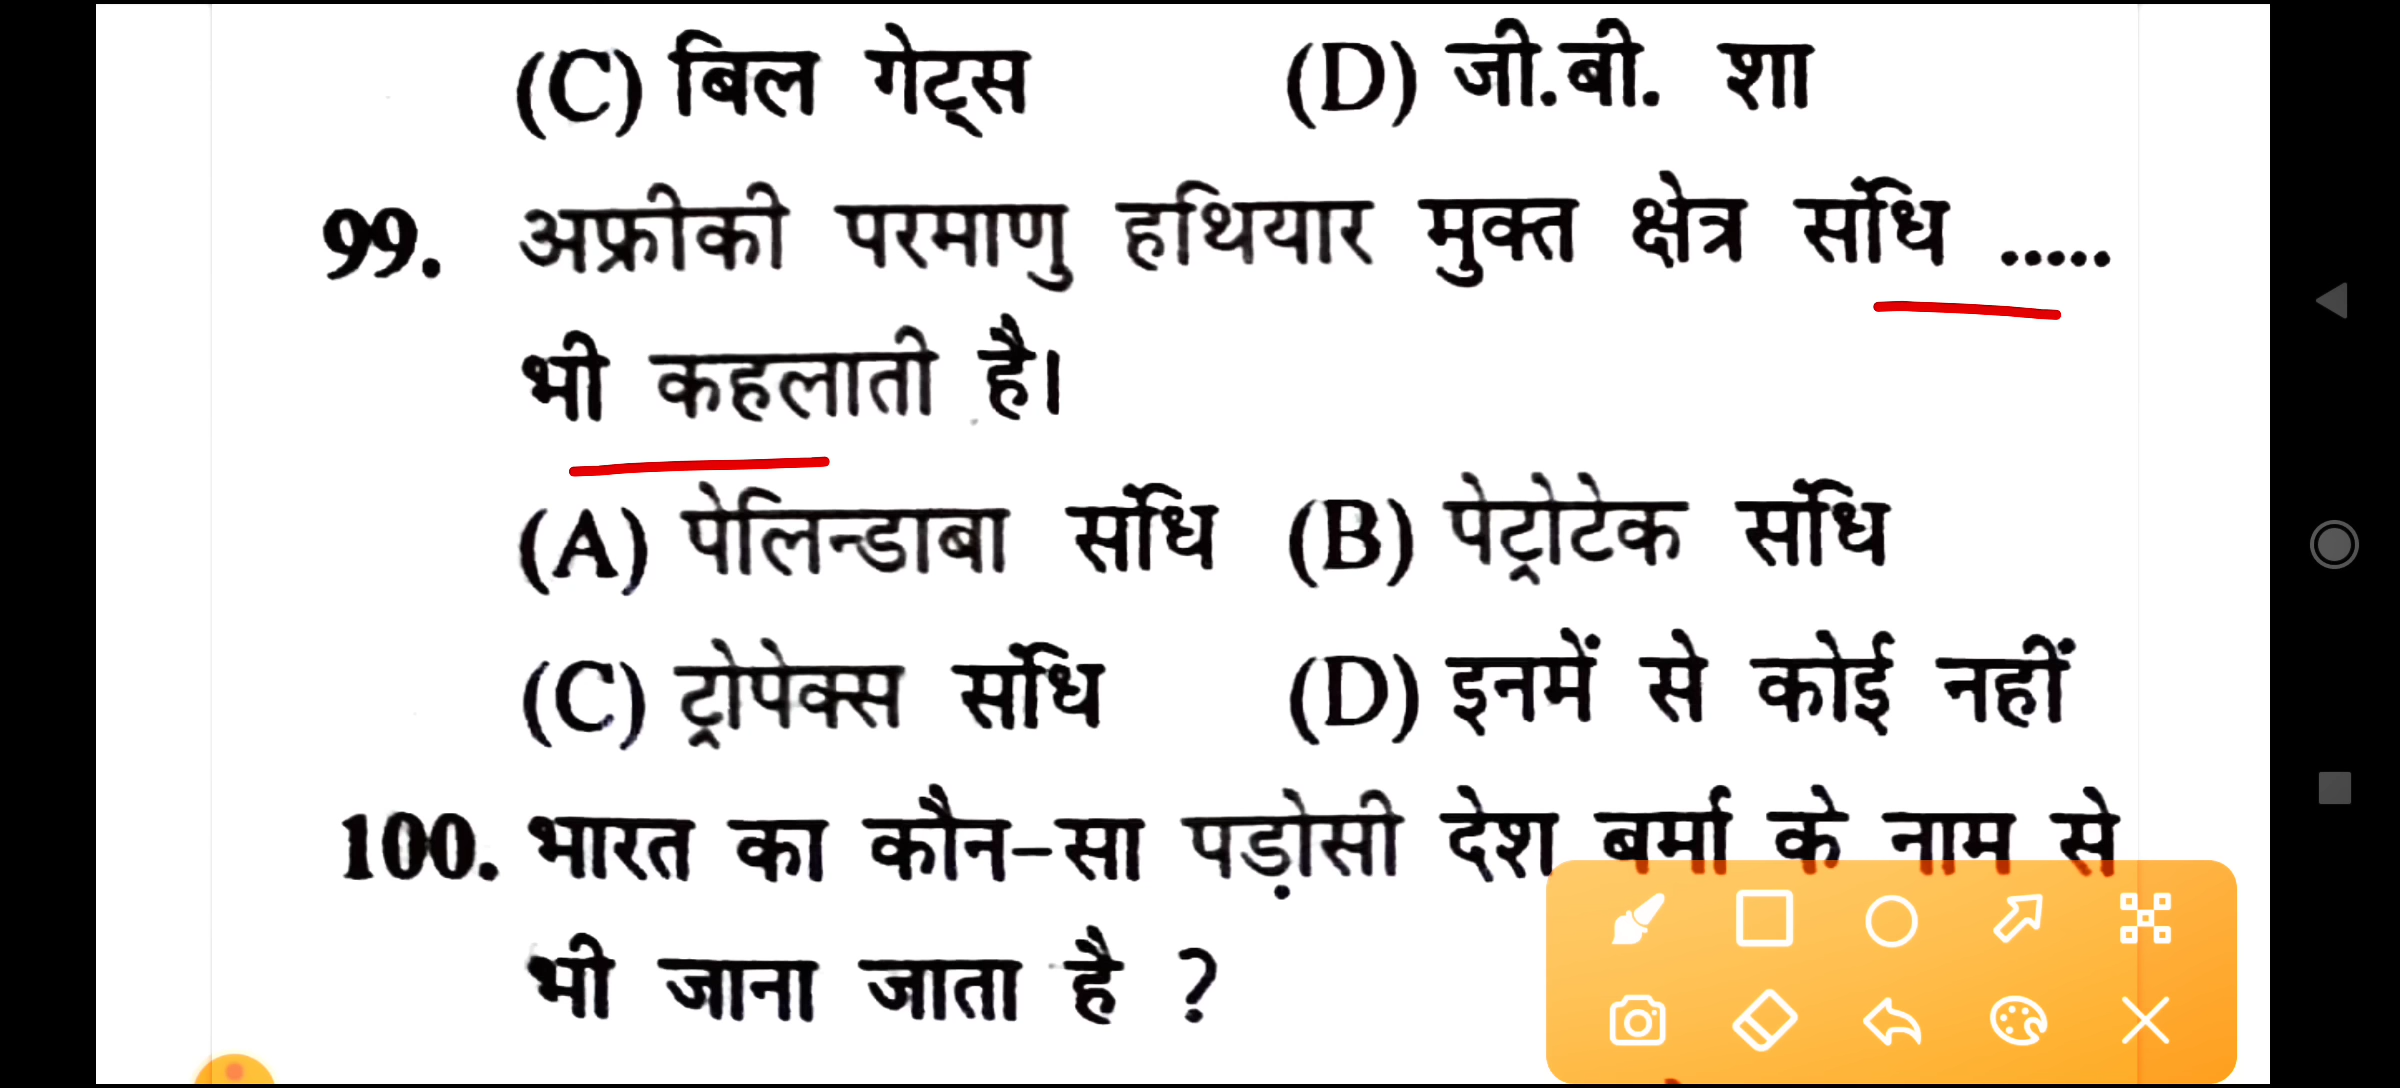 (C) बिल गेट्स (D) जी.बी. शा
99. अफ्रीकी परमाणु हथियार मुक्त क्षेत्र संधि .....
भी कहलाती है।
(A) पेलिन्डाबा संधि (B) पेट्रोटेक संधि
(C) ट्रोपेक्स संधि (D) इनमें से कोई नहीं
100. भारत का कौन-सा पड़ोसी देश बर्मा के नाम से
भी जाना जाता है ?